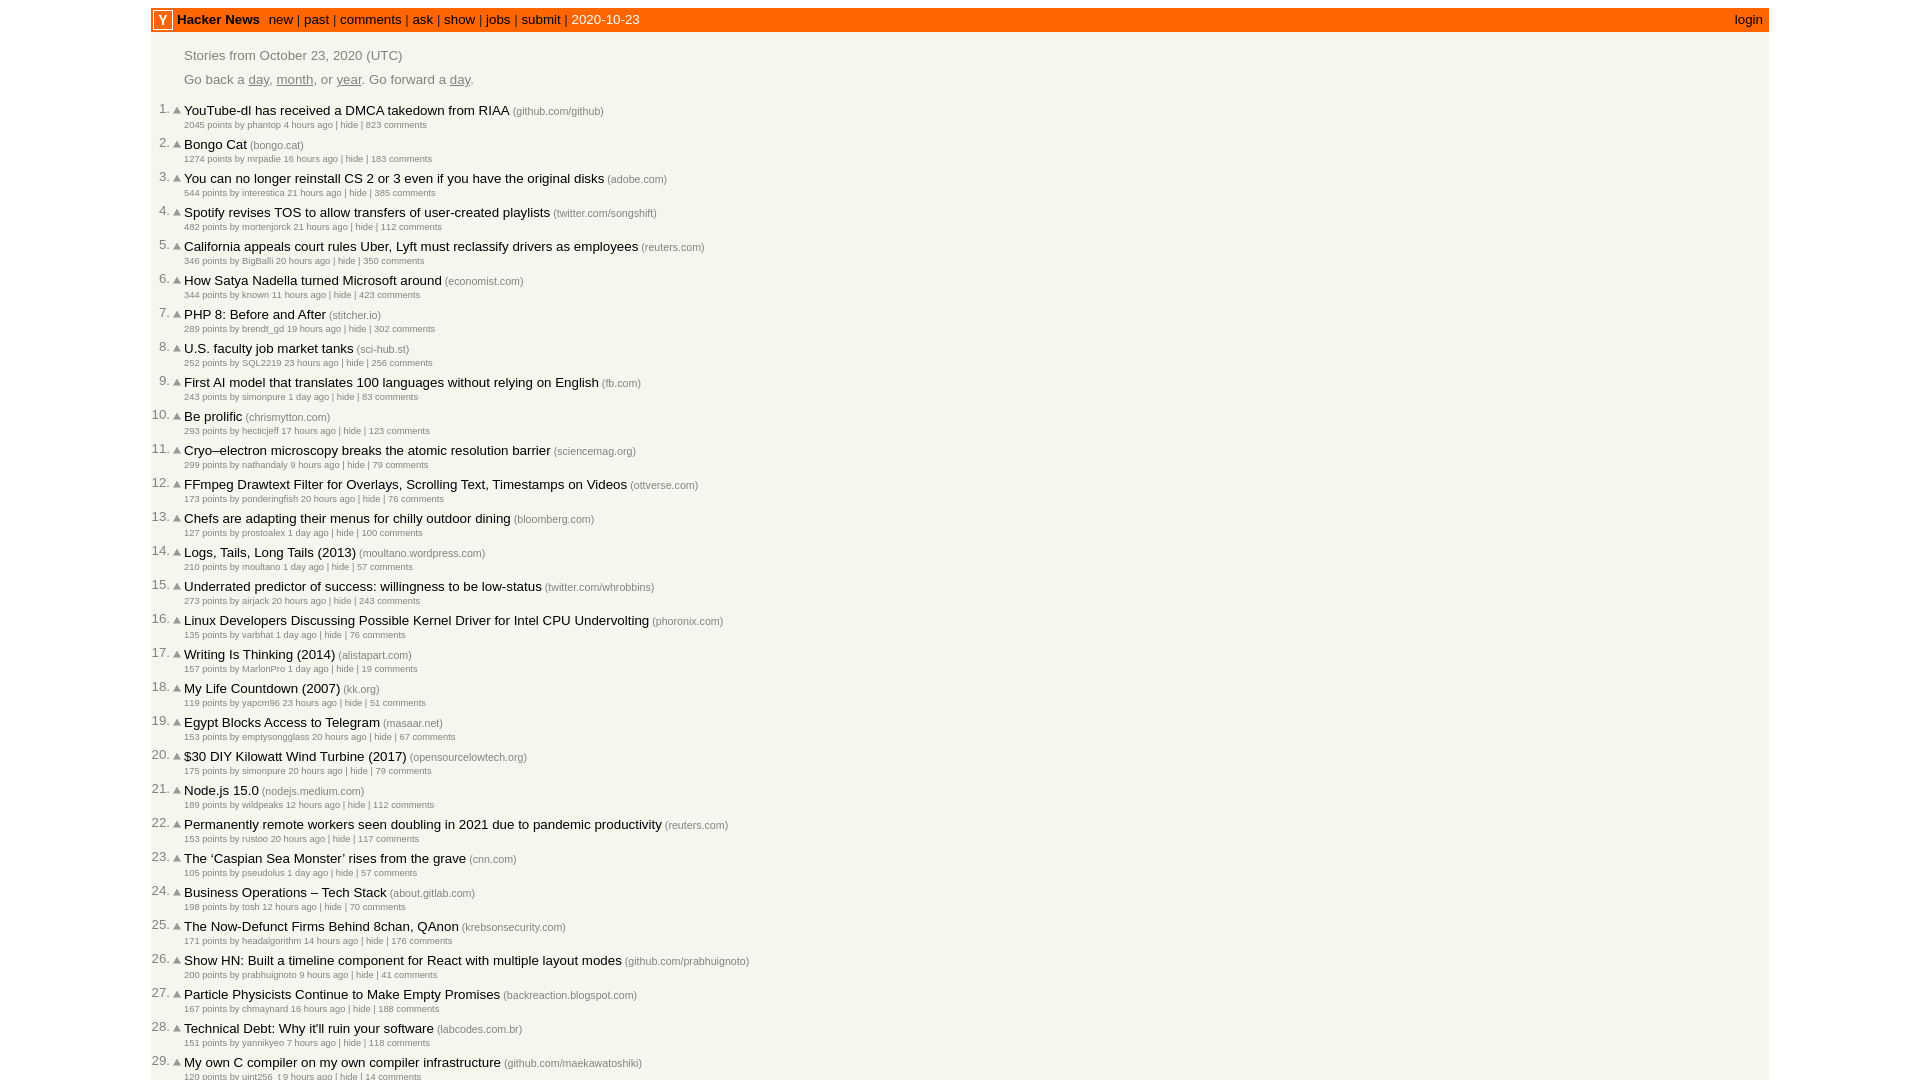 Y Hacker News new | past | comments | ask | show | jobs | submit | 2020-10-23 login
Stories from October 23, 2020 (UTC)
Go back a day, month, or year. Go forward a day.
1. YouTube-dl has received a DMCA takedown from RIAA (github.com/github)
2045 points by phantop 4 hours ago | hide | 823 comments
2. Bongo Cat (bongo.cat)
1274 points by mrpadie 16 hours ago | hide | 183 comments
3. You can no longer reinstall CS 2 or 3 even if you have the original disks (adobe.com)
544 points by interestica 21 hours ago | hide | 385 comments
4. Spotify revises TOS to allow transfers of user-created playlists (twitter.com/songshift)
482 points by mortenjorck 21 hours ago | hide | 112 comments
5. California appeals court rules Uber, Lyft must reclassify drivers as employees (reuters.com)
346 points by BigBalli 20 hours ago | hide | 350 comments
6. How Satya Nadella turned Microsoft around (economist.com)
344 points by known 11 hours ago | hide | 423 comments
7. PHP 8: Before and After (stitcher.io)
289 points by brendt_gd 19 hours ago | hide | 302 comments
8. U.S. faculty job market tanks (sci-hub.st)
252 points by SQL2219 23 hours ago | hide | 256 comments
9. First AI model that translates 100 languages without relying on English (fb.com)
243 points by simonpure 1 day ago | hide | 83 comments
10. Be prolific (chrismytton.com)
293 points by hecticjeff 17 hours ago | hide | 123 comments
11. Cryo–electron microscopy breaks the atomic resolution barrier (sciencemag.org)
299 points by nathandaly 9 hours ago | hide | 79 comments
12. FFmpeg Drawtext Filter for Overlays, Scrolling Text, Timestamps on Videos (ottverse.com)
173 points by ponderingfish 20 hours ago | hide | 76 comments
13. Chefs are adapting their menus for chilly outdoor dining (bloomberg.com)
127 points by prostoalex 1 day ago | hide | 100 comments
14. Logs, Tails, Long Tails (2013) (moultano.wordpress.com)
210 points by moultano 1 day ago | hide | 57 comments
15. Underrated predictor of success: willingness to be low-status (twitter.com/whrobbins)
273 points by airjack 20 hours ago | hide | 243 comments
16. Linux Developers Discussing Possible Kernel Driver for Intel CPU Undervolting (phoronix.com)
135 points by varbhat 1 day ago | hide | 76 comments
17. Writing Is Thinking (2014) (alistapart.com)
157 points by MarlonPro 1 day ago | hide | 19 comments
18. My Life Countdown (2007) (kk.org)
119 points by yapcm96 23 hours ago | hide | 51 comments
19. Egypt Blocks Access to Telegram (masaar.net)
153 points by emptysongglass 20 hours ago | hide | 67 comments
20. $30 DIY Kilowatt Wind Turbine (2017) (opensourcelowtech.org)
175 points by simonpure 20 hours ago | hide | 79 comments
21. Node.js 15.0 (nodejs.medium.com)
189 points by wildpeaks 12 hours ago | hide | 112 comments
22. Permanently remote workers seen doubling in 2021 due to pandemic productivity (reuters.com)
153 points by rustoo 20 hours ago | hide | 117 comments
23. The ‘Caspian Sea Monster’ rises from the grave (cnn.com)
105 points by pseudolus 1 day ago | hide | 57 comments
24. Business Operations – Tech Stack (about.gitlab.com)
198 points by tosh 12 hours ago | hide | 70 comments
25. The Now-Defunct Firms Behind 8chan, QAnon (krebsonsecurity.com)
171 points by headalgorithm 14 hours ago | hide | 176 comments
26. Show HN: Built a timeline component for React with multiple layout modes (github.com/prabhuignoto)
200 points by prabhuignoto 9 hours ago | hide | 41 comments
27. Particle Physicists Continue to Make Empty Promises (backreaction.blogspot.com)
167 points by chmaynard 16 hours ago | hide | 188 comments
28. Technical Debt: Why it'll ruin your software (labcodes.com.br)
151 points by yannikyeo 7 hours ago | hide | 118 comments
29. My own C compiler on my own compiler infrastructure (github.com/maekawatoshiki)
120 points by uint256_t 9 hours ago | hide | 14 comments